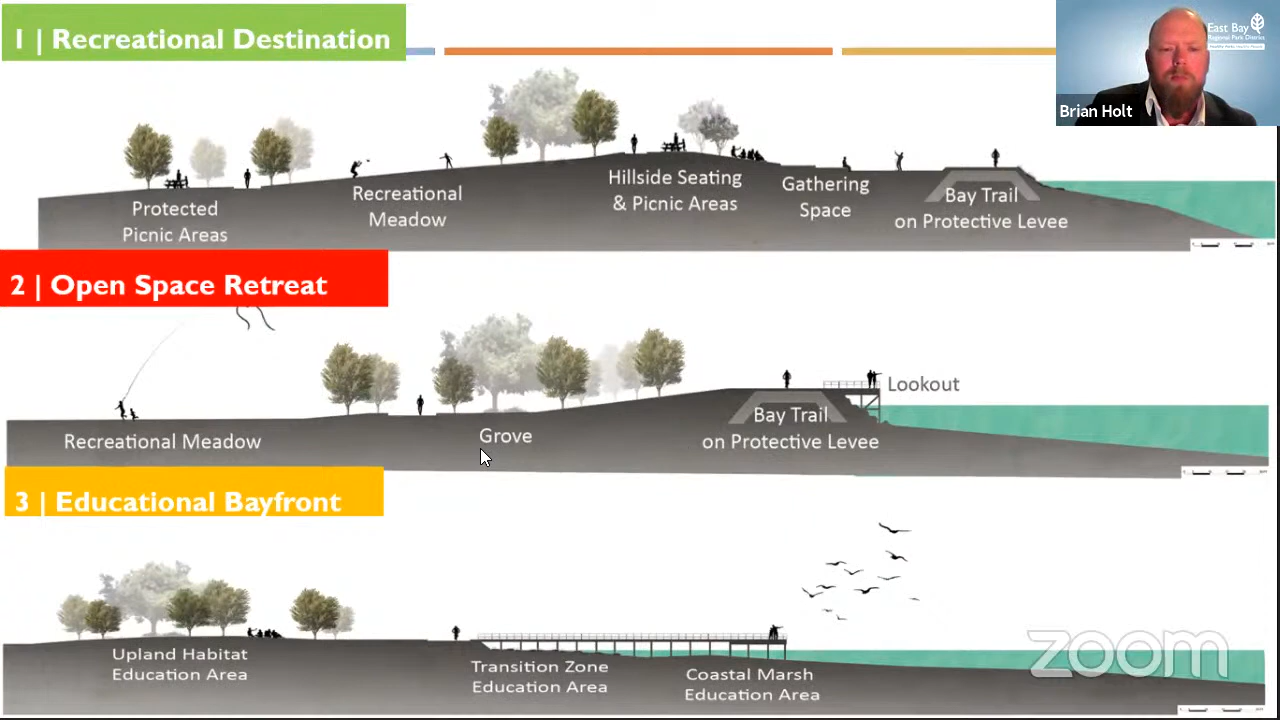 1 | Recreational Destination
East Bay
Regional Park District
Brian Holt
Protected
Picnic Areas
Recreational
Meadow
Hillside Seating
& Picnic Areas
Gathering
Space
Bay Trail
on Protective Levee
2 | Open Space Retreat
Recreational Meadow
Grove
Bay Trail
on Protective Levee
Lookout
3 | Educational Bayfront
Upland Habitat
Education Area
Transition Zone
Education Area
Coastal Marsh
Education Area
zoom